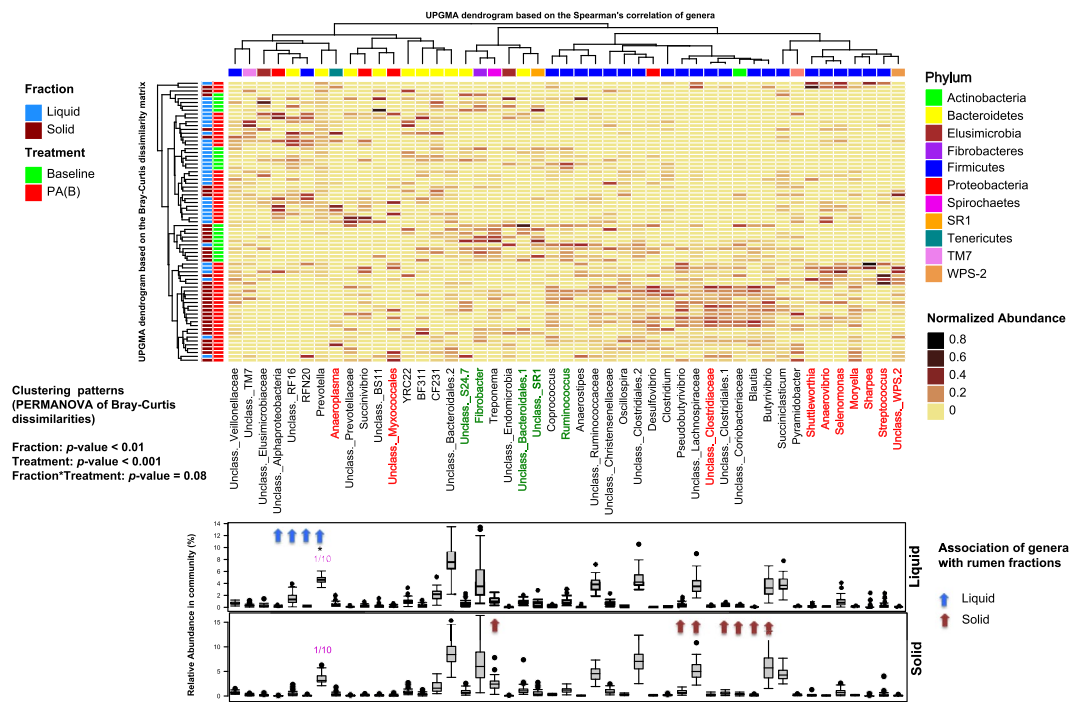 UPGMA dendrogram based on the Spearman's correlation of genera
UPGMA dendrogram based on the Bray-Curtis dissimilarity matrix
Fraction
Liquid
Solid
Treatment
Baseline
PA(B)
Phylum
Actinobacteria
Bacteroidetes
Elusimicrobia
Fibrobacteres
Firmicutes
Proteobacteria
Spirochaetes
SR1
Tenericutes
TM7
WPS-2
Normalized Abundance
0.8
0.6
0.4
0.2
0
Clustering patterns
(PERMANOVA of Bray-Curtis
dissimilarities)
Fraction: p-value < 0.01
Treatment: p-value < 0.001
Fraction*Treatment: p-value = 0.08
Unclass._Veillonellaceae
Unclass._TM7
Unclass._Elusimicrobiaceae
Unclass._Alphaproteobacteria
Unclass._RF16
RFN20
Prevotella
Anaeroplasma
Unclass._Prevotellaceae
Succinivibrio
Unclass._BS11
Unclass._Myxococcales
YRC22
BF311
CF231
Unclass._Bacteroidales.2
Unclass._S24.7
Fibrobacter
Treponema
Unclass._Endomicrobia
Unclass._Bacteroidales.1
Unclass._SR1
Coprococcus
Ruminococcus
Anaerostipes
Unclass._Ruminococcaceae
Unclass._Christensenellaceae
Oscillospira
Unclass._Clostridiales.2
Desulfovibrio
Clostridium
Pseudobutyrivibrio
Unclass._Lachnospiraceae
Unclass._Clostridiaceae
Unclass._Clostridiales.1
Unclass._Coriobacteriaceae
Blautia
Butyrivibrio
Succiniclasticum
Pyramidobacter
Shuttleworthia
Anaerovibrio
Selenomonas
Moryella
Sharpea
Streptococcus
Unclass._WPS.2
Relative Abundance in community (%)
14
12
10
8
6
4
2
0
*
1/10
Liquid
15
10
5
0
1/10
Solid
Association of genera
with rumen fractions
Liquid
Solid